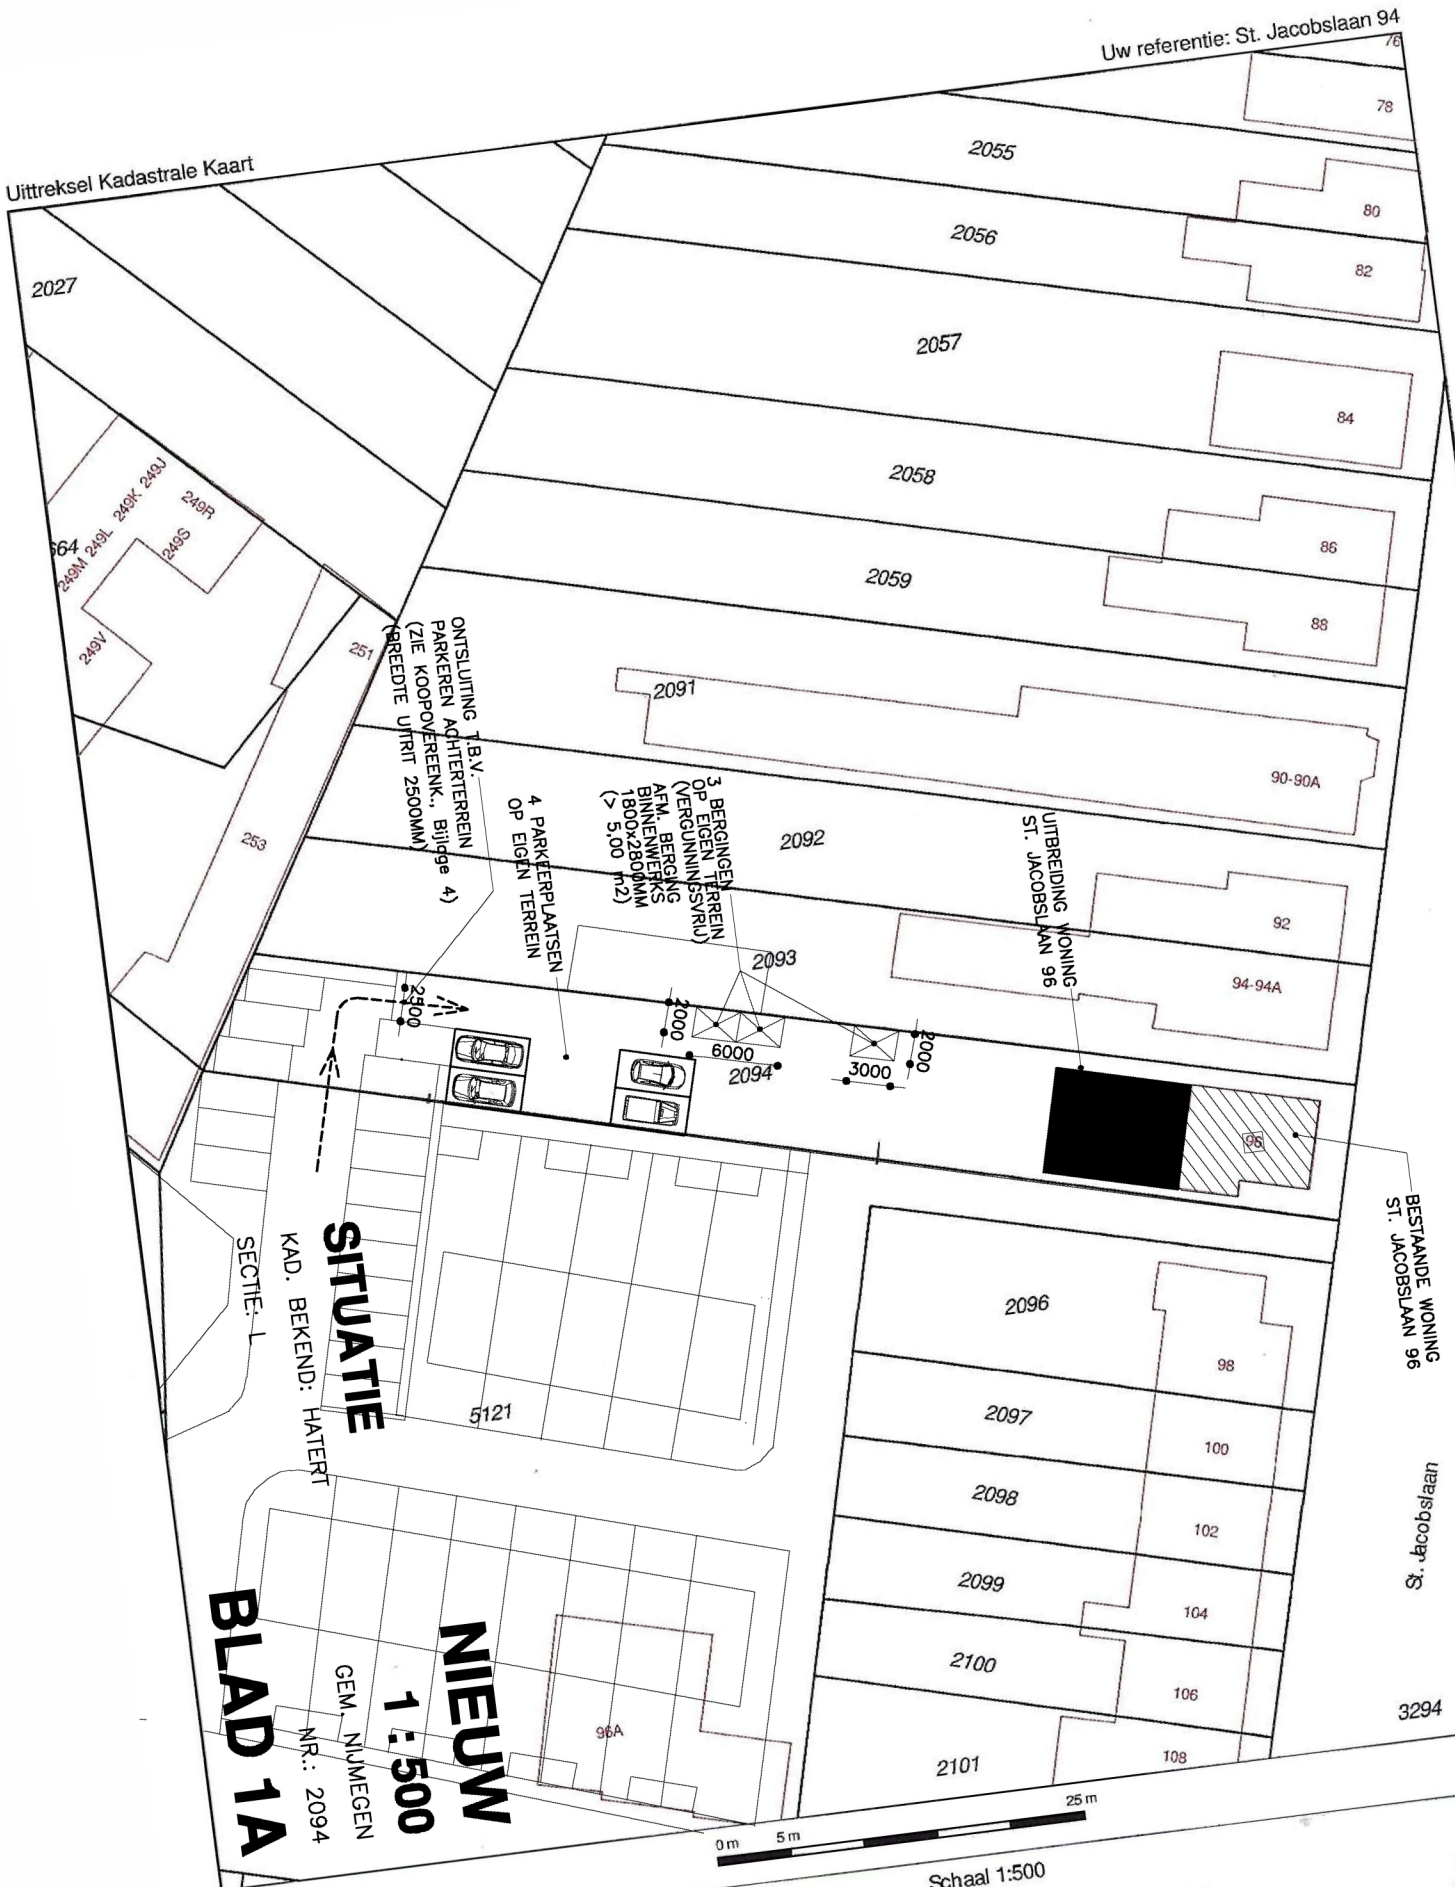 Uw referentie: St. Jacobslaan 94
Uittreksel Kadastrale Kaart
76
78
2055
80
2056
82
2027
2057
84
2058
86
249J
249K
249L
249M
249R
249S
249V
664
2059
88
251
2091
90-90A
253
2092
92
2093
94-94A
ONTSLUITING T.B.V.
PARKEREN ACHTERTERREIN
(ZIE KOOPOVEREENK., Bijlage 4)
(BREEDTE UITRIT 2500MM)
4 PARKEERPLAATSEN
OP EIGEN TERREIN
3 BERGINGEN
OP EIGEN TERREIN
(VERGUNNINGSVRIJ)
AFM. BERGING
BINNENWERKS
1800x2800MM
(> 5,00 m2)
UITBREIDING WONING
ST. JACOBSLAAN 96
2500
2000
6000
2094
3000
2000
96
BESTAANDE WONING
ST. JACOBSLAAN 96
SITUATIE
KAD. BEKEND: HATERT
SECTIE: L
5121
2096
98
2097
100
2098
102
2099
104
2100
106
2101
108
St. Jacobslaan
3294
96A
NIEUW
1:500
GEM. NIJMEGEN
NR.: 2094
BLAD 1A
0 m 5 m 25 m
Schaal 1:500